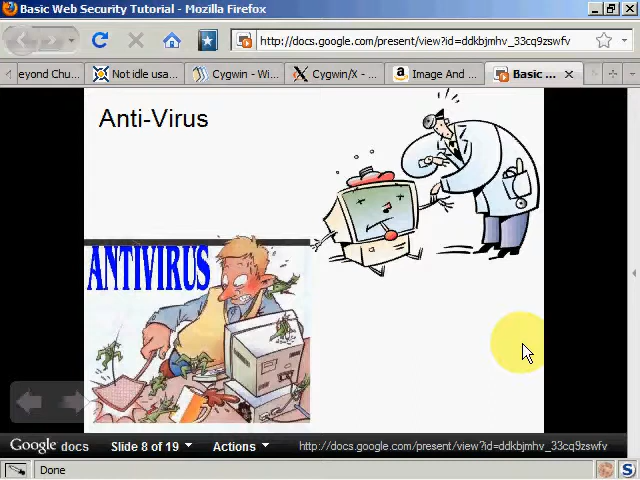 Basic Web Security Tutorial - Mozilla Firefox
http://docs.google.com/present/view?id=ddkbjmhv_33cq9zswfv
eyond Chu...
Not idle usa...
Cygwin - Wi...
Cygwin/X - ...
Image And ...
Basic ...
Anti-Virus
ANTIVIRUS
Google docs
Slide 8 of 19
Actions
http://docs.google.com/present/view?id=ddkbjmhv_33cq9zswfv
Done